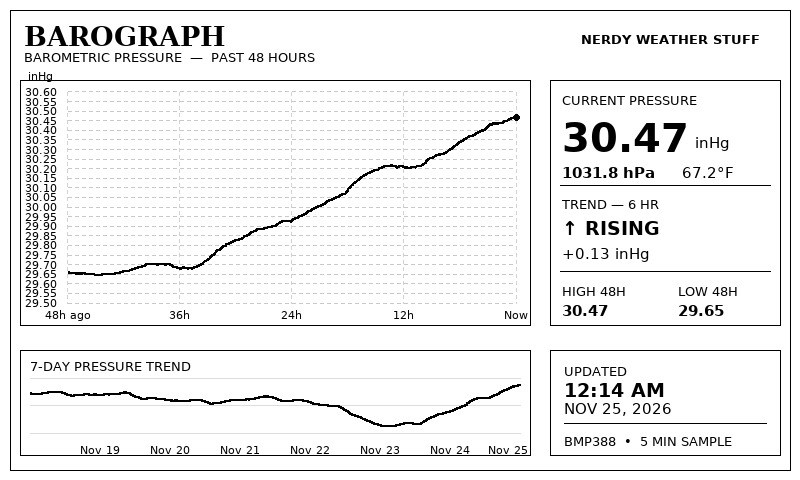 BAROGRAPH
BAROMETRIC PRESSURE — PAST 48 HOURS
NERDY WEATHER STUFF
inHg
30.60
30.55
30.50
30.45
30.40
30.35
30.30
30.25
30.20
30.15
30.10
30.05
30.00
29.95
29.90
29.85
29.80
29.75
29.70
29.65
29.60
29.55
29.50
48h ago 36h 24h 12h Now
CURRENT PRESSURE
30.47 inHg
1031.8 hPa 67.2°F
TREND — 6 HR
↑ RISING
+0.13 inHg
HIGH 48H LOW 48H
30.47 29.65
7-DAY PRESSURE TREND
Nov 19 Nov 20 Nov 21 Nov 22 Nov 23 Nov 24 Nov 25
UPDATED
12:14 AM
NOV 25, 2026
BMP388 • 5 MIN SAMPLE